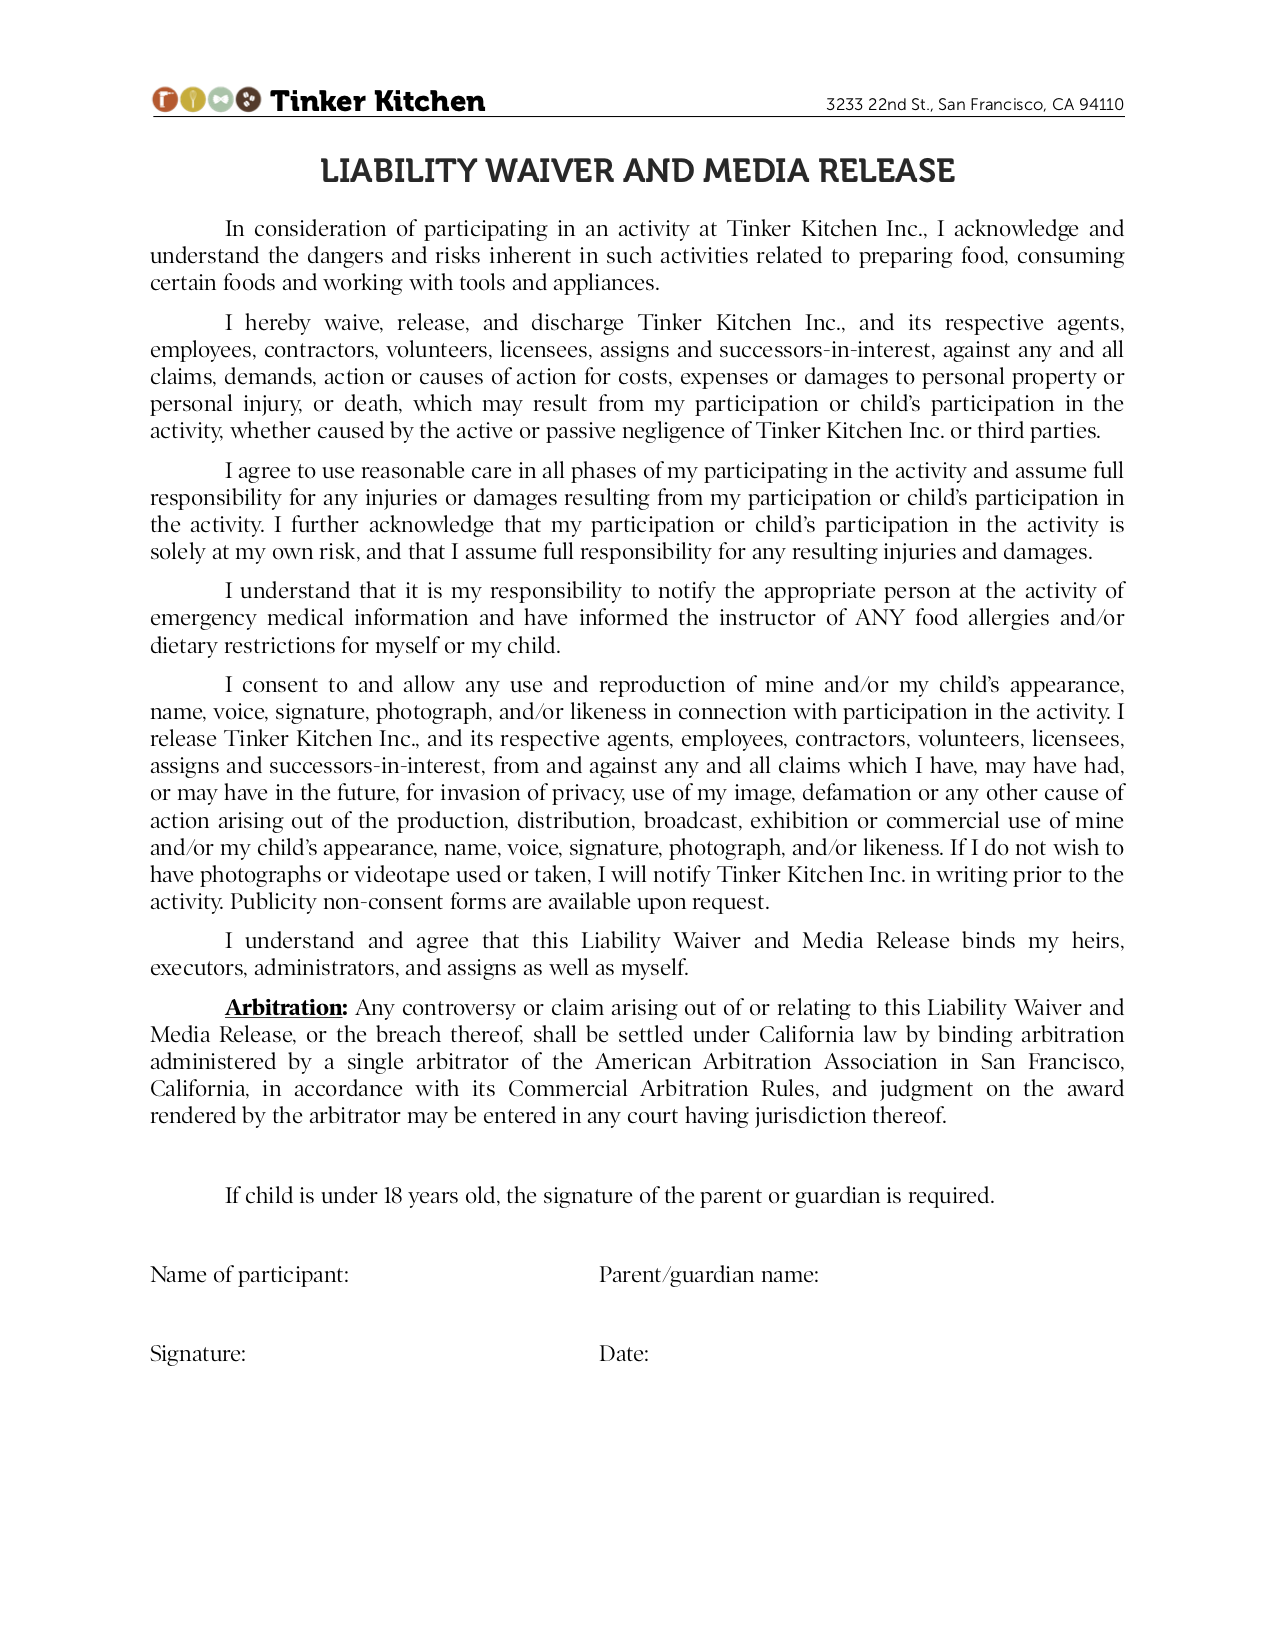 Tinker Kitchen
3233 22nd St., San Francisco, CA 94110
LIABILITY WAIVER AND MEDIA RELEASE
In consideration of participating in an activity at Tinker Kitchen Inc., I acknowledge and
understand the dangers and risks inherent in such activities related to preparing food, consuming
certain foods and working with tools and appliances.
I hereby waive, release, and discharge Tinker Kitchen Inc., and its respective agents,
employees, contractors, volunteers, licensees, assigns and successors-in-interest, against any and all
claims, demands, action or causes of action for costs, expenses or damages to personal property or
personal injury, or death, which may result from my participation or child’s participation in the
activity, whether caused by the active or passive negligence of Tinker Kitchen Inc. or third parties.
I agree to use reasonable care in all phases of my participating in the activity and assume full
responsibility for any injuries or damages resulting from my participation or child’s participation in
the activity. I further acknowledge that my participation or child’s participation in the activity is
solely at my own risk, and that I assume full responsibility for any resulting injuries and damages.
I understand that it is my responsibility to notify the appropriate person at the activity of
emergency medical information and have informed the instructor of ANY food allergies and/or
dietary restrictions for myself or my child.
I consent to and allow any use and reproduction of mine and/or my child’s appearance,
name, voice, signature, photograph, and/or likeness in connection with participation in the activity. I
release Tinker Kitchen Inc., and its respective agents, employees, contractors, volunteers, licensees,
assigns and successors-in-interest, from and against any and all claims which I have, may have had,
or may have in the future, for invasion of privacy, use of my image, defamation or any other cause of
action arising out of the production, distribution, broadcast, exhibition or commercial use of mine
and/or my child’s appearance, name, voice, signature, photograph, and/or likeness. If I do not wish to
have photographs or videotape used or taken, I will notify Tinker Kitchen Inc. in writing prior to the
activity. Publicity non-consent forms are available upon request.
I understand and agree that this Liability Waiver and Media Release binds my heirs,
executors, administrators, and assigns as well as myself.
Arbitration: Any controversy or claim arising out of or relating to this Liability Waiver and
Media Release, or the breach thereof, shall be settled under California law by binding arbitration
administered by a single arbitrator of the American Arbitration Association in San Francisco,
California, in accordance with its Commercial Arbitration Rules, and judgment on the award
rendered by the arbitrator may be entered in any court having jurisdiction thereof.
If child is under 18 years old, the signature of the parent or guardian is required.
Name of participant:
Parent/guardian name:
Signature:
Date: